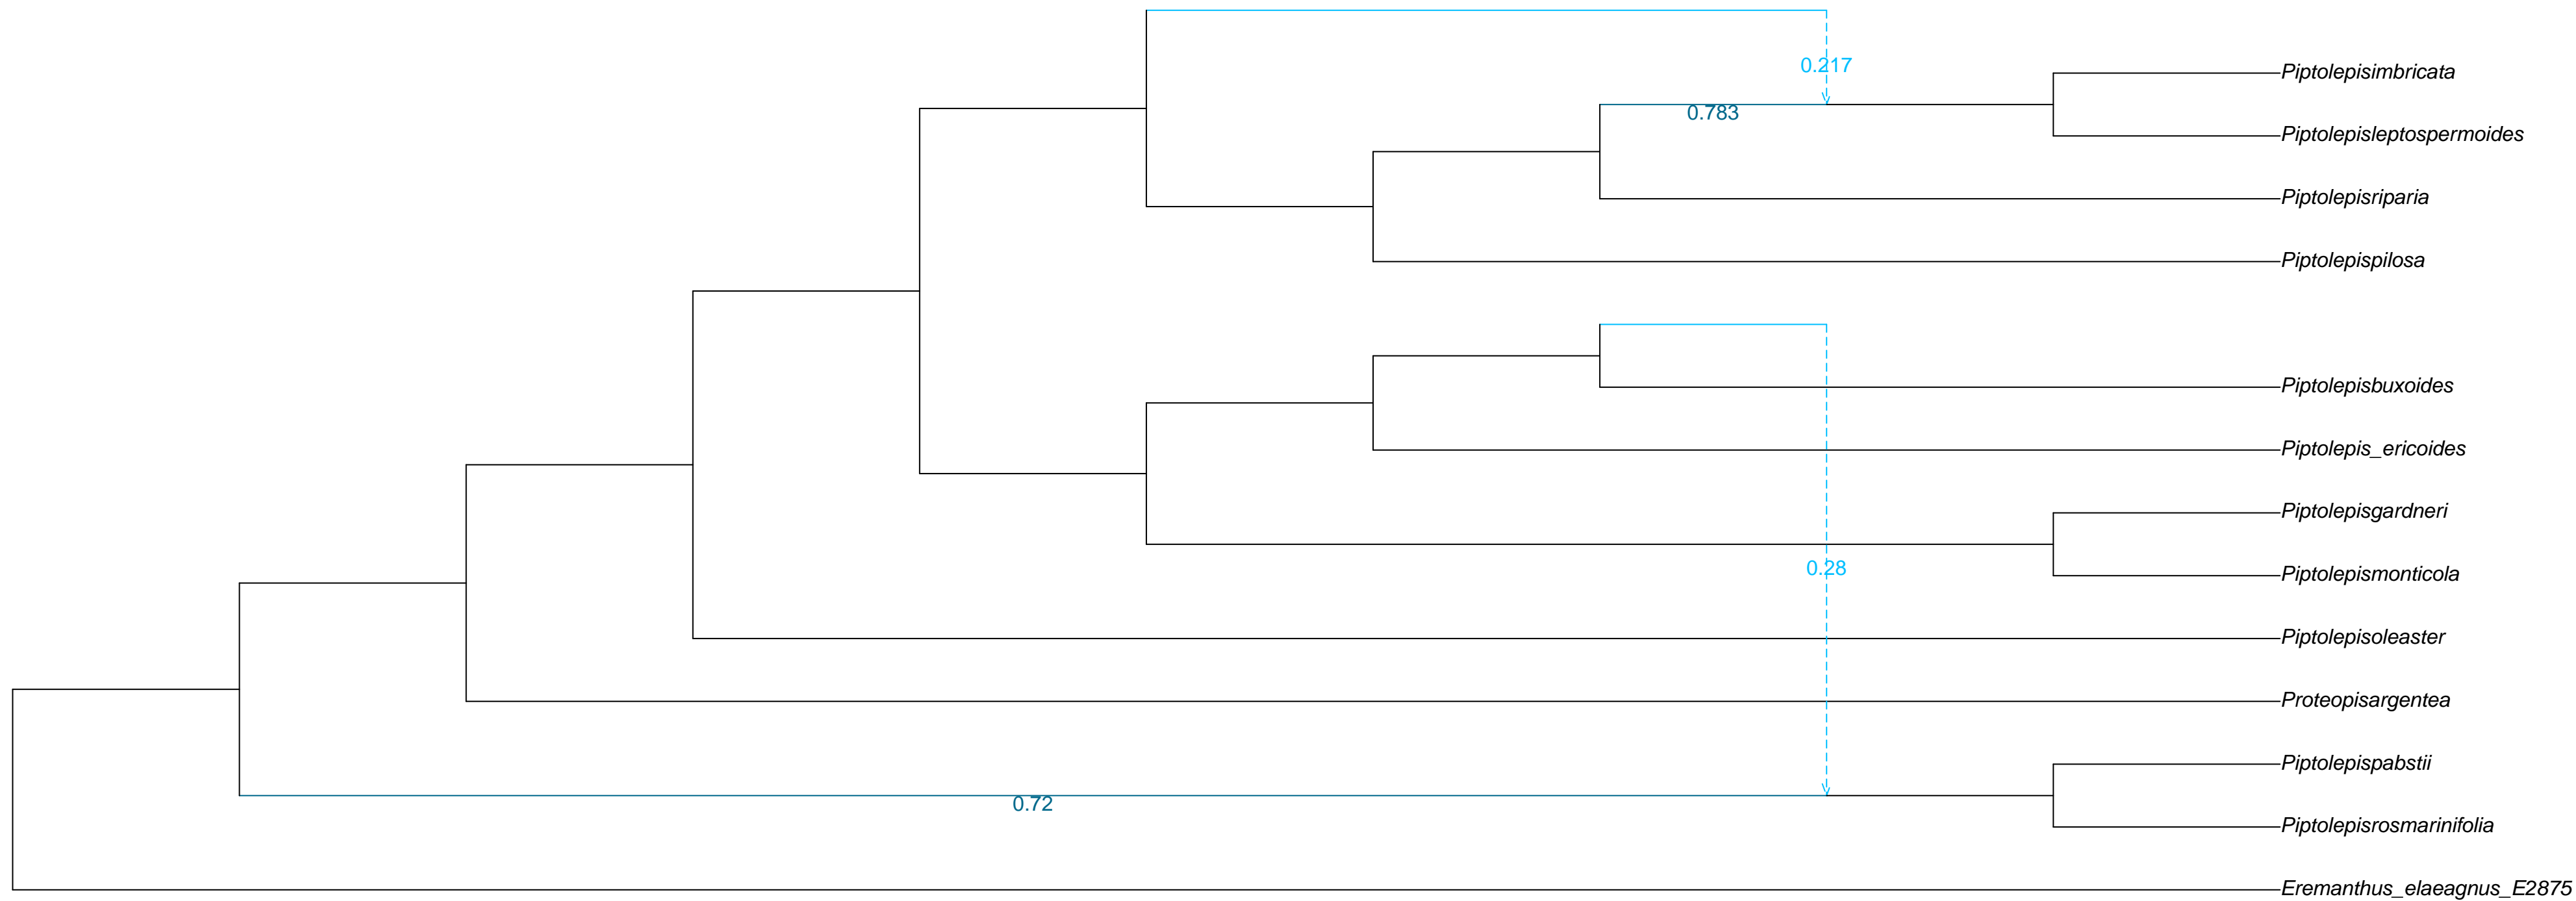 0.217
Piptolepisimbricata
0.783
Piptolepisleptospermoides
Piptolepisriparia
Piptolepispilosa
Piptolepisbuxoides
Piptolepis_ericoides
Piptolepisgardneri
0.28
Piptolepismonticola
Piptolepisoleaster
Proteopisargentea
Piptolepispabstii
0.72
Piptolepisrosmarinifolia
Eremanthus_elaeagnus_E2875